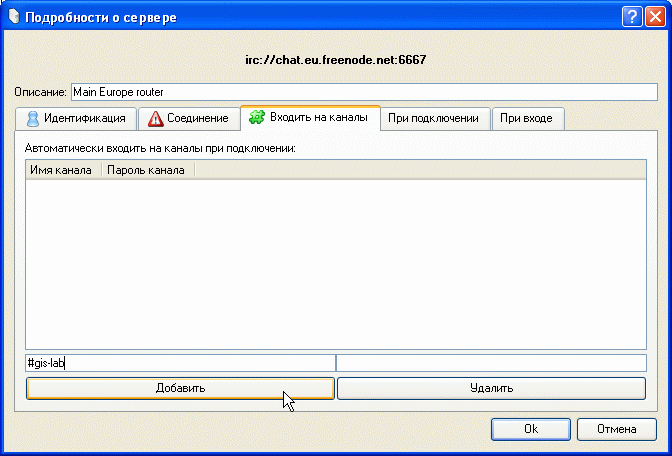 Подробности о сервере
irc://chat.eu.freenode.net:6667
Описание: Main Europe router
Идентификация Соединение Входить на каналы При подключении При входе
Автоматически входить на каналы при подключении:
Имя канала Пароль канала
#gis-lab
Добавить Удалить
Ok Отмена